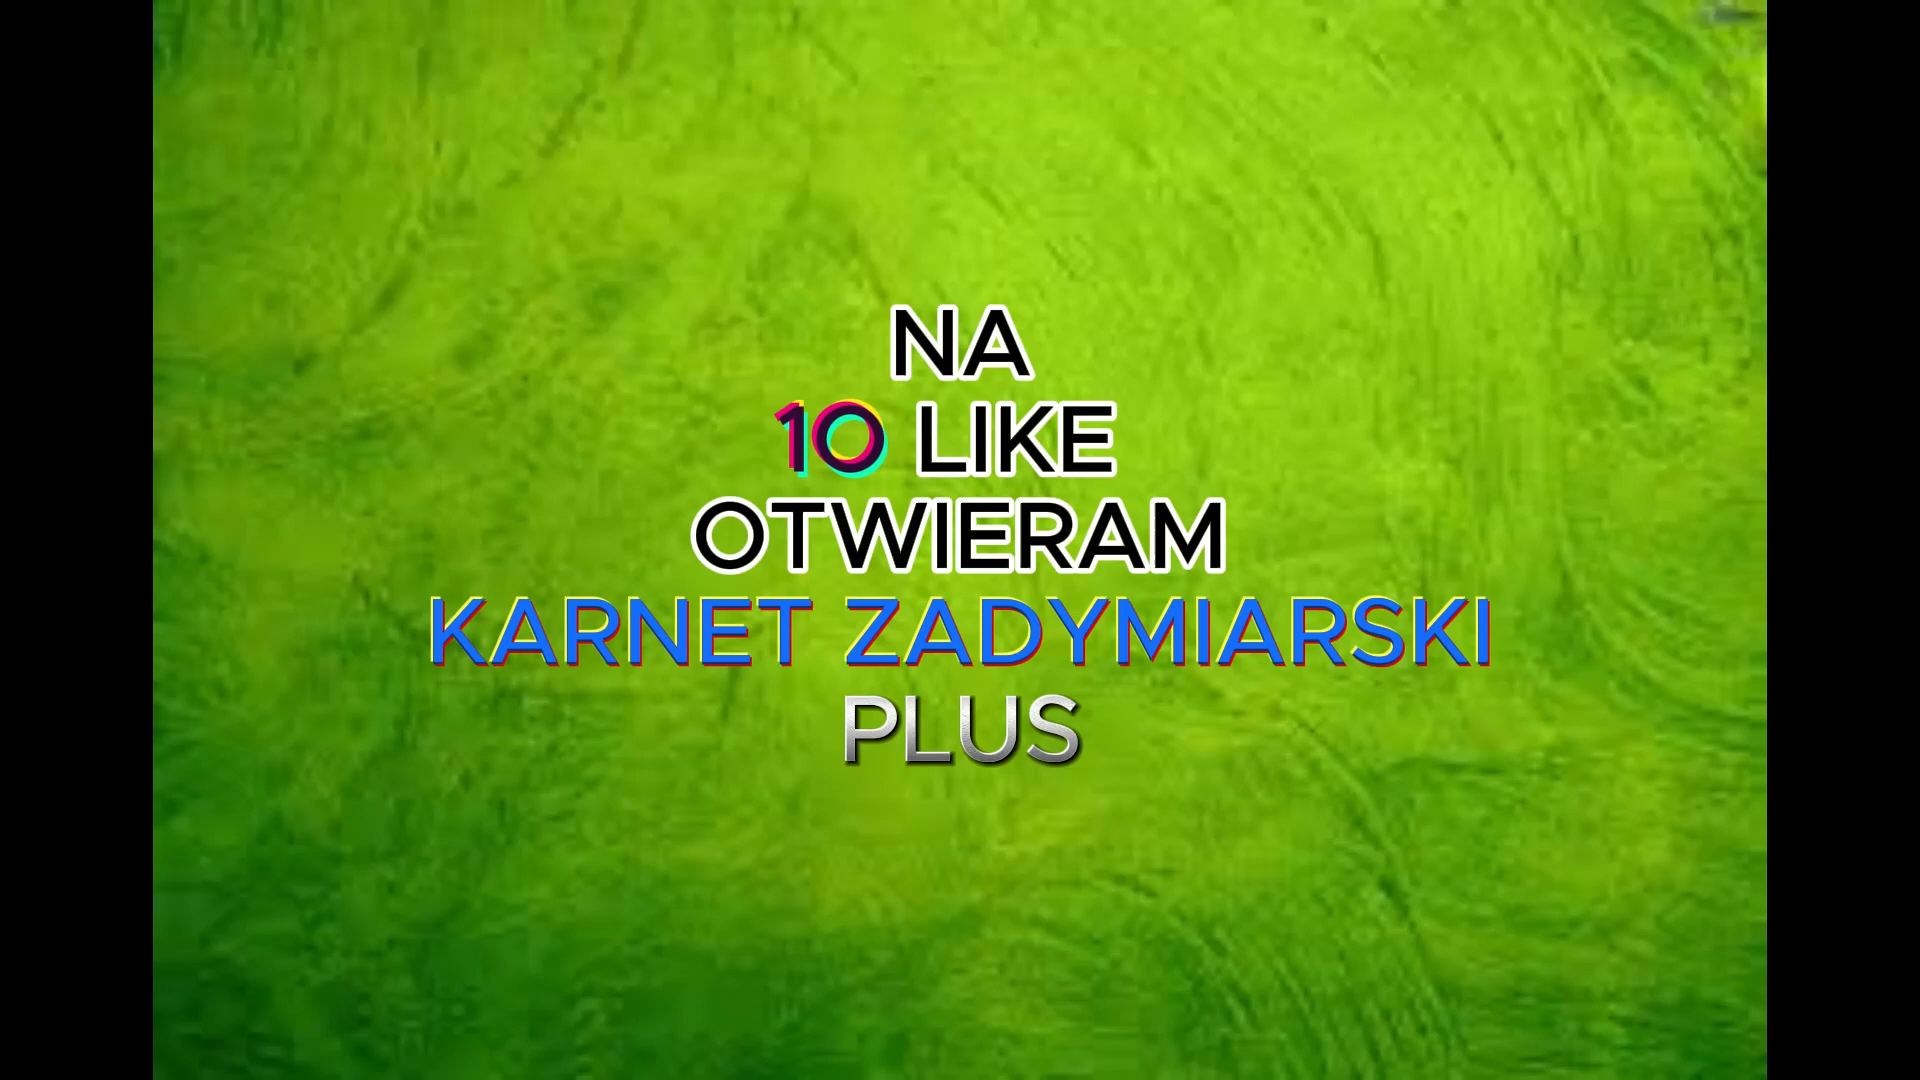 NA
10 LIKE
OTWIERAM
KARNET ZADYMIARSKI
PLUS